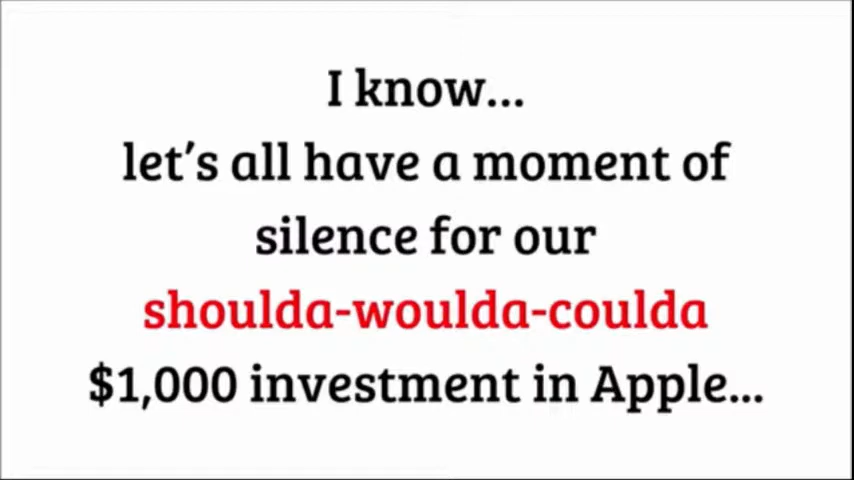 I know...
let's all have a moment of
silence for our
shoulda-woulda-coulda
$1,000 investment in Apple...